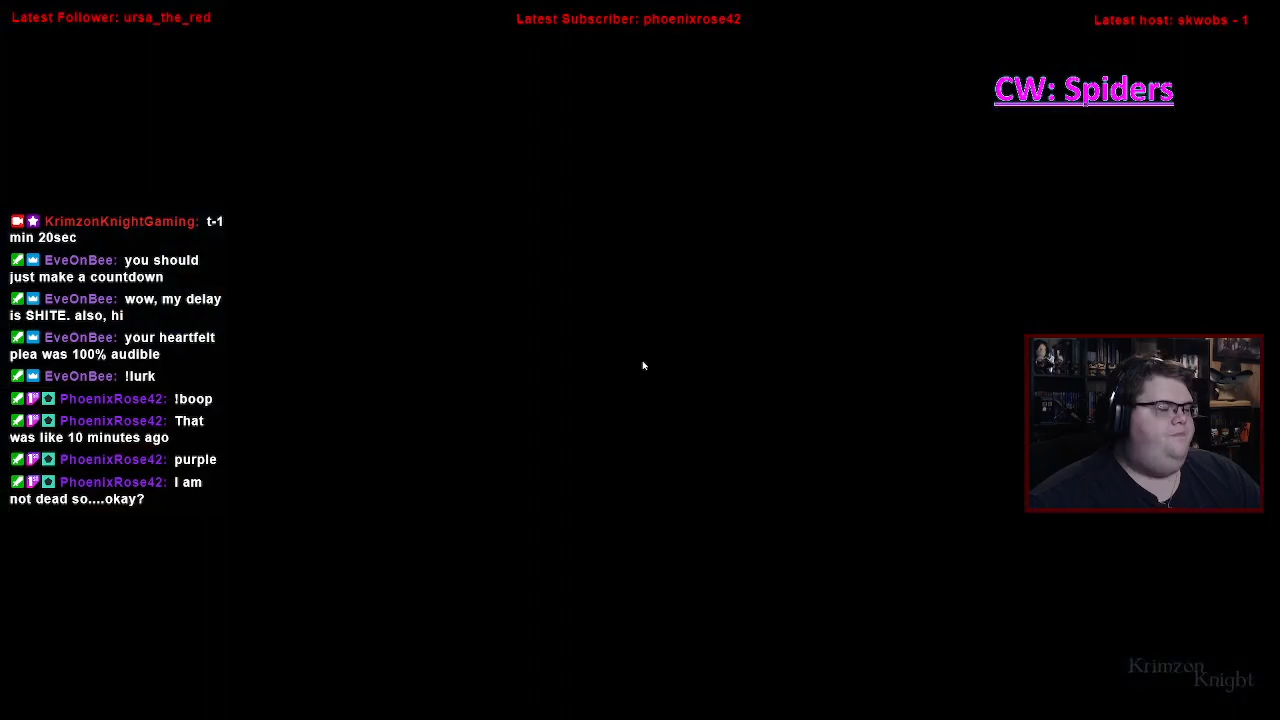 Latest Follower: ursa_the_red
Latest Subscriber: phoenixrose42
Latest host: skwobs - 1
CW: Spiders
KrimzonKnightGaming: t-1
min 20sec
EveOnBee: you should
just make a countdown
EveOnBee: wow, my delay
is SHITE. also, hi
EveOnBee: your heartfelt
plea was 100% audible
EveOnBee: !lurk
PhoenixRose42: !boop
PhoenixRose42: That
was like 10 minutes ago
PhoenixRose42: purple
PhoenixRose42: I am
not dead so....okay?
Krimzon
Knight